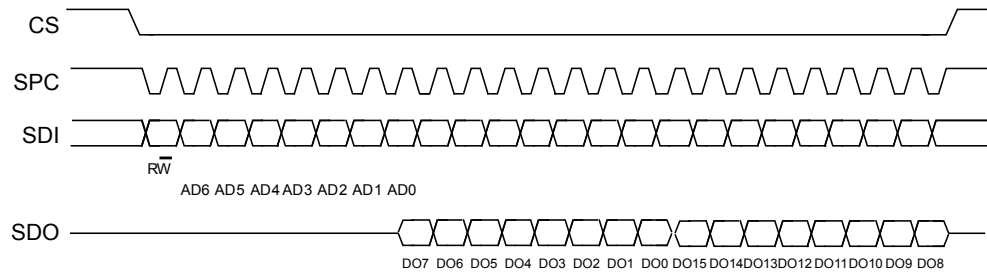 CS
SPC
SDI
RW
AD6 AD5 AD4 AD3 AD2 AD1 AD0
SDO
DO7 DO6 DO5 DO4 DO3 DO2 DO1 DO0 DO15 DO14 DO13 DO12 DO11 DO10 DO9 DO8